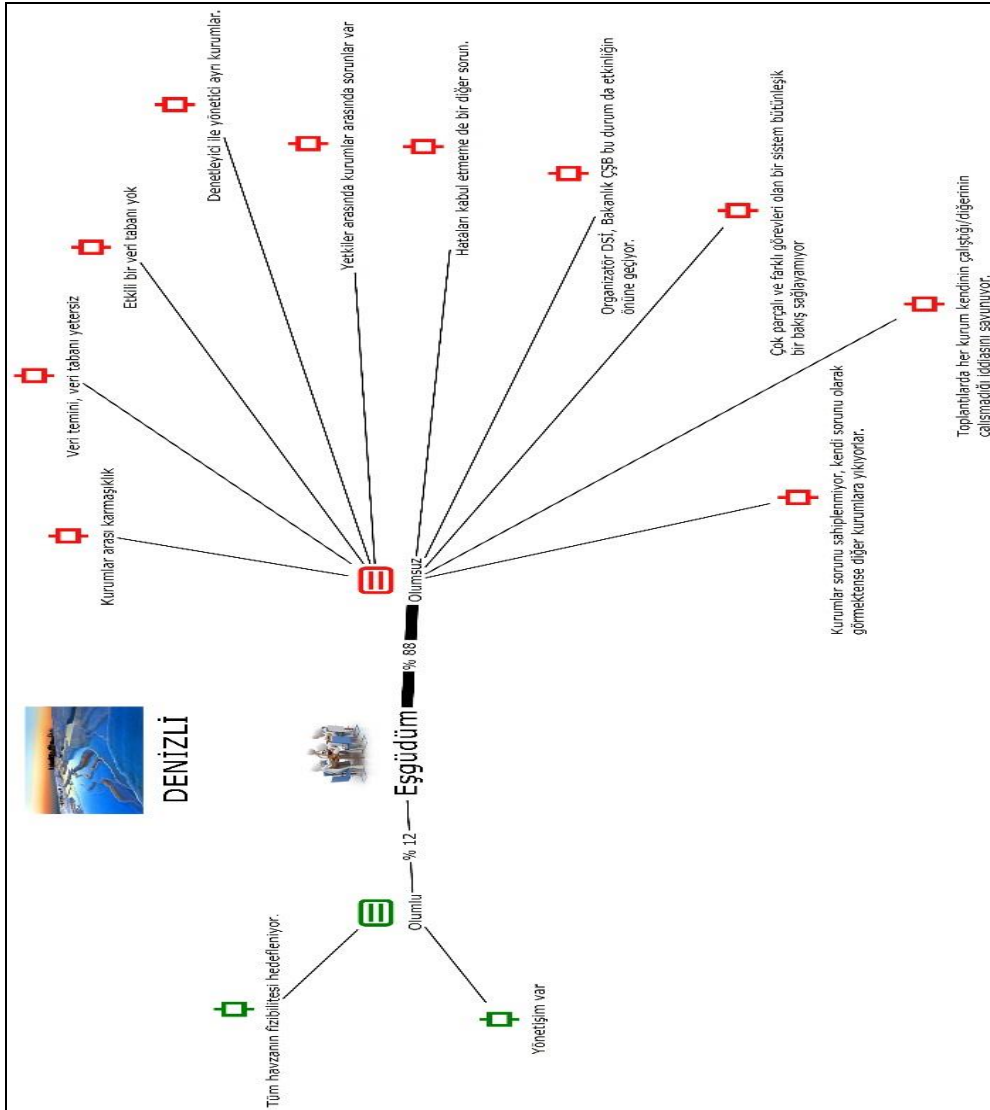 DENİZLİ
Eşgüdüm
% 12
Olumlu
Tüm havzanın fizibilitesi hedefleniyor.
Yönetişim var
% 88
Olumsuz
Kurumlar arası karmaşıklık
Veri temini, veri tabanı yetersiz
Etkili bir veri tabanı yok
Denetleyici ile yönetici ayrı kurumlar.
Yetkiler arasında kurumlar arasında sorunlar var
Hataları kabul etmeme de bir diğer sorun.
Organizatör DSİ, Bakanlık ÇŞB bu durum da etkinliğin
önüne geçiyor.
Çok parçalı ve farklı görevleri olan bir sistem bütünleşik
bir bakış sağlayamıyor
Toplantılarda her kurum kendinin çalıştığı/diğerinin
çalışmadığı iddiasını savunuyor.
Kurumlar sorunu sahiplenmiyor, kendi sorunu olarak
görmektense diğer kurumlara yıkıyorlar.